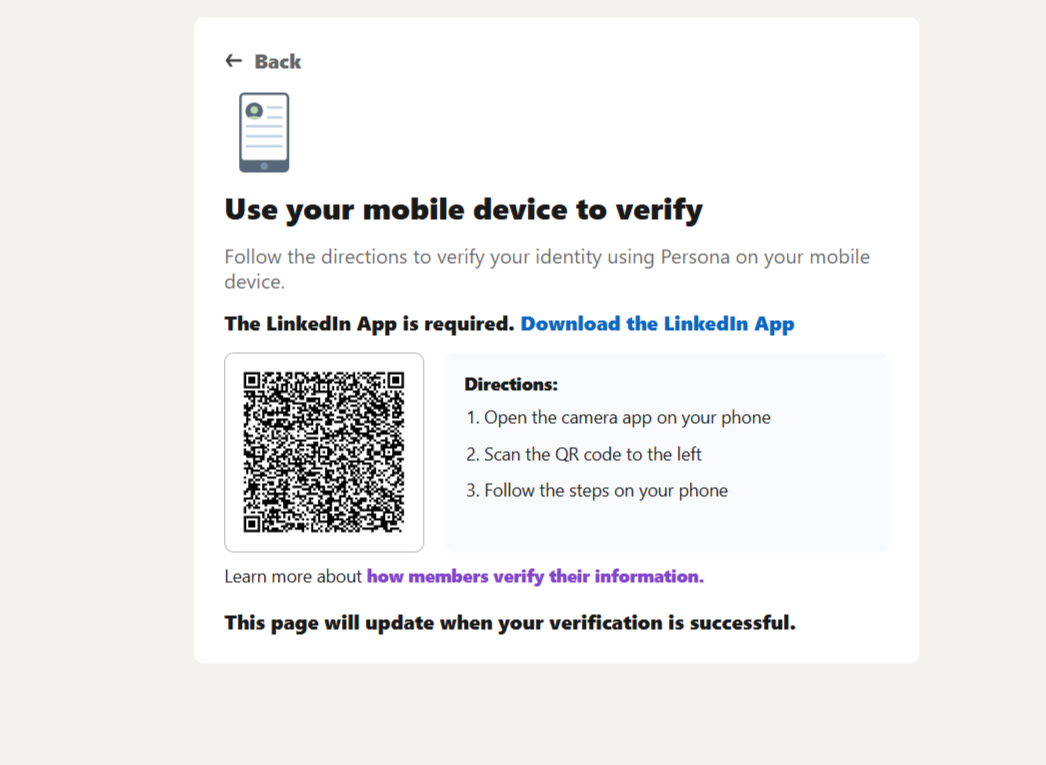 Back
Use your mobile device to verify
Follow the directions to verify your identity using Persona on your mobile
device.
The LinkedIn App is required. Download the LinkedIn App
Directions:
1. Open the camera app on your phone
2. Scan the QR code to the left
3. Follow the steps on your phone
Learn more about how members verify their information.
This page will update when your verification is successful.